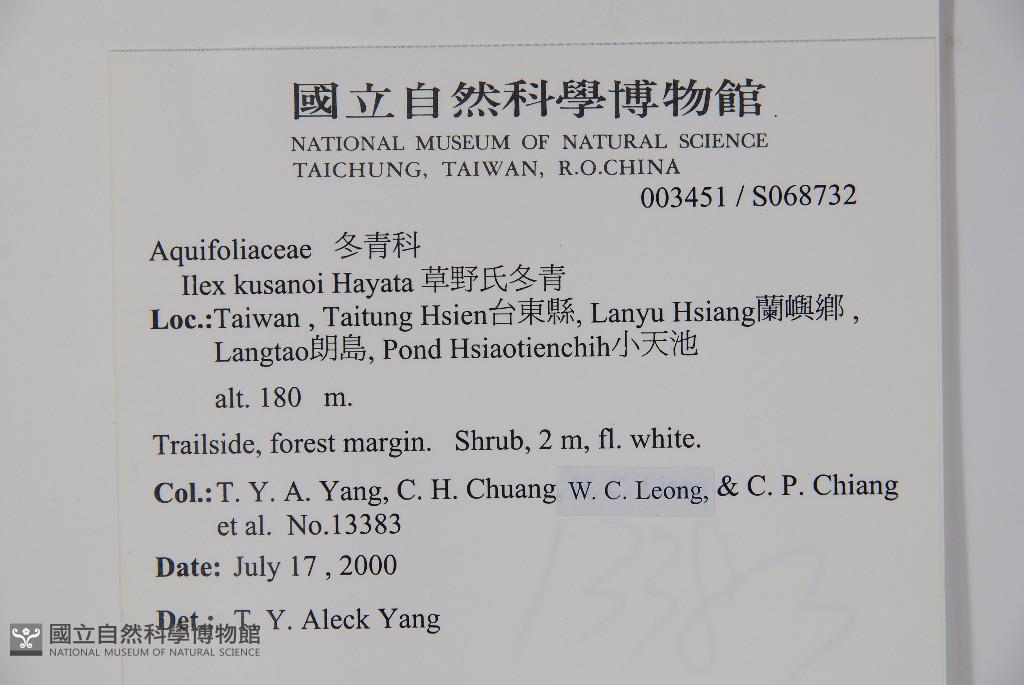 國立自然科學博物館
NATIONAL MUSEUM OF NATURAL SCIENCE
TAICHUNG, TAIWAN, R.O.CHINA
003451 / S068732
Aquifoliaceae 冬青科
Ilex kusanoi Hayata 草野氏冬青
Loc.:Taiwan , Taitung Hsien台東縣, Lanyu Hsiang蘭嶼鄉 ,
Langtao朗島, Pond Hsiaotienchih小天池
alt. 180 m.
Trailside, forest margin. Shrub, 2 m, fl. white.
Col.: T. Y. A. Yang, C. H. Chuang W. C. Leong, & C. P. Chiang
et al. No.13383
Date: July 17 , 2000
Det.: T. Y. Aleck Yang
13383
國立自然科學博物館
NATIONAL MUSEUM OF NATURAL SCIENCE